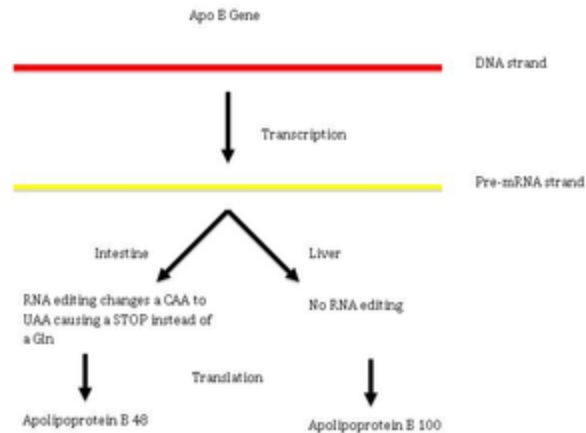 Apo E Gene
DNA strand
Transcription
Pre-mRNA strand
Intestine
Liver
RNA editing changes a CAA to
UAA causing a STOP instead of
a Gln
No RNA editing
Translation
Apolipoprotein B 48
Apolipoprotein B 100